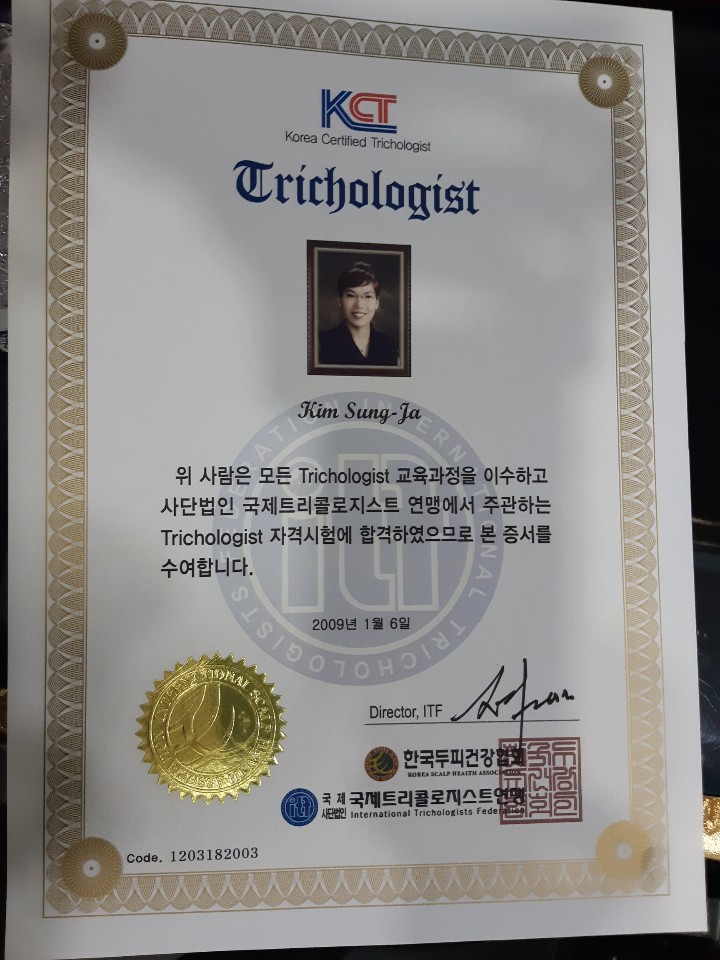 KCT
Korea Certified Trichologist
Trichologist
Kim Sung-Ja
위 사람은 모든 Trichologist 교육과정을 이수하고
사단법인 국제트리콜로지스트 연맹에서 주관하는
Trichologist 자격시험에 합격하였으므로 본 증서를
수여합니다.
2009년 1월 6일
Director, ITF
한국두피건강협회
KOREA SCALP HEALTH ASSOCIATION
국제
사단법인
국제트리콜로지스트연맹
International Trichologists Federation
Code. 1203182003